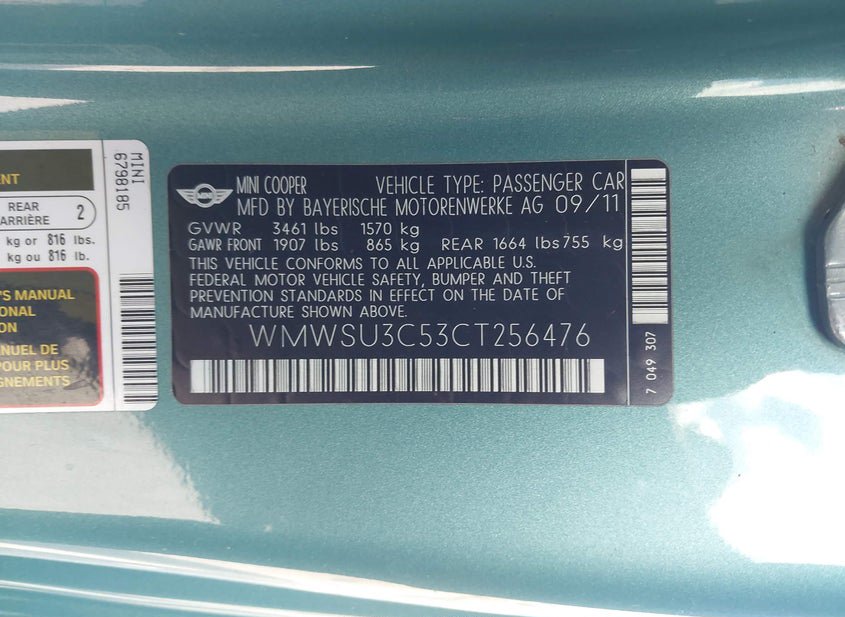 ENT
REAR
ARRIÈRE
2
kg or 816 lbs.
kg ou 816 lb.
'S MANUAL
ONAL
ION
NUEL DE
POUR PLUS
GNEMENTS
MINI
6798185
MINI
MINI COOPER VEHICLE TYPE: PASSENGER CAR
MFD BY BAYERISCHE MOTORENWERKE AG 09/11
GVWR 3461 lbs 1570 kg
GAWR FRONT 1907 lbs 865 kg REAR 1664 lbs 755 kg
THIS VEHICLE CONFORMS TO ALL APPLICABLE U.S.
FEDERAL MOTOR VEHICLE SAFETY, BUMPER AND THEFT
PREVENTION STANDARDS IN EFFECT ON THE DATE OF
MANUFACTURE SHOWN ABOVE.
WMWSU3C53CT256476
7 049 307